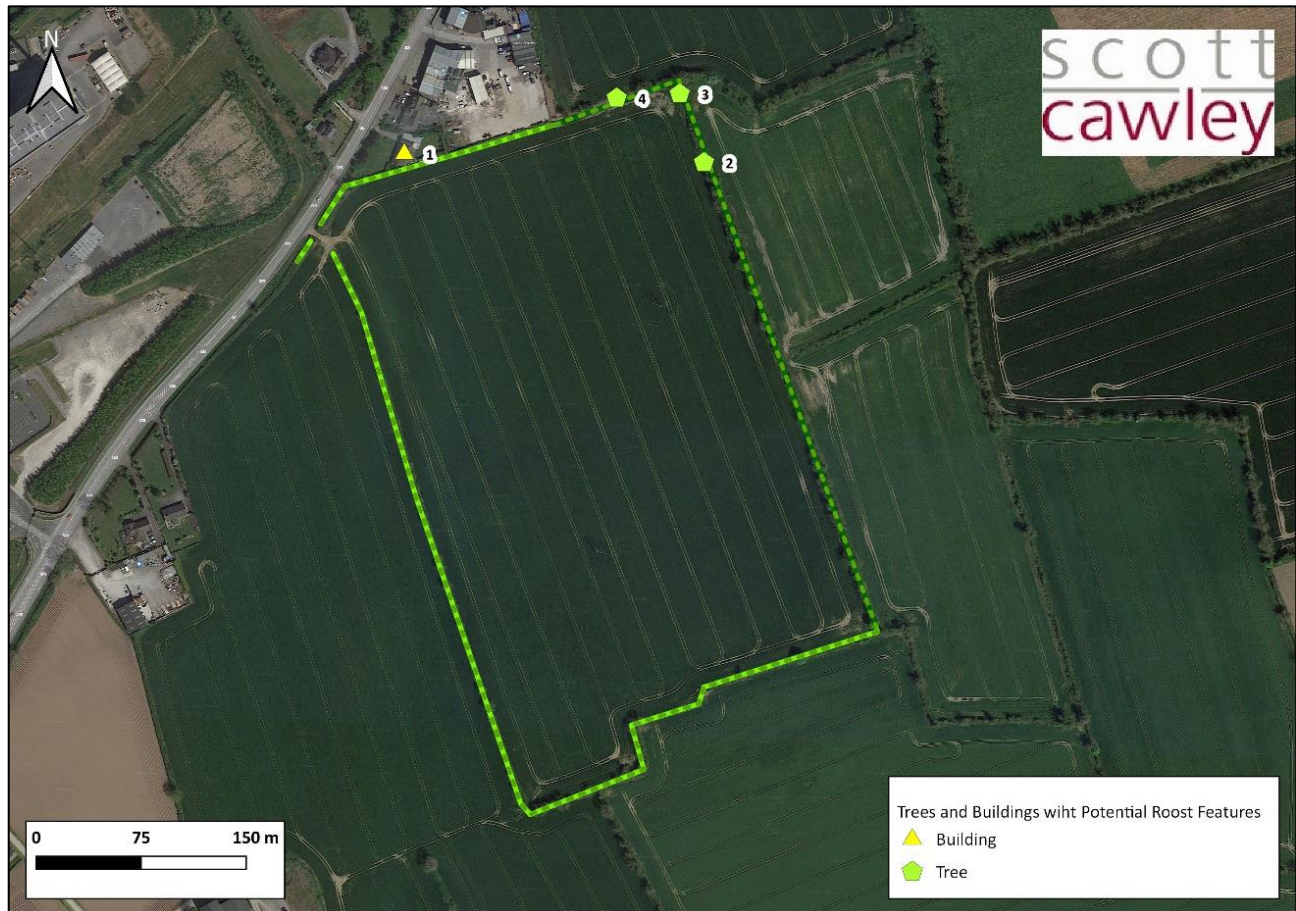 N
scott
cawley
4
3
1
2
0 75 150 m
Trees and Buildings wiht Potential Roost Features
Building
Tree